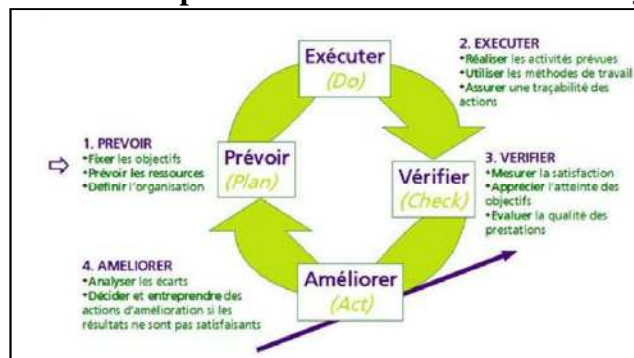 Exécuter
(Do)
2. EXECUTER
•Réaliser les activités prévues
•Utiliser les méthodes de travail
•Assurer une traçabilité des
actions
1. PREVOIR
•Fixer les objectifs
•Prévoir les ressources
•Définir l'organisation
Prévoir
(Plan)
Vérifier
(Check)
3. VERIFIER
•Mesurer la satisfaction
•Apprécier l'atteinte des
objectifs
•Evaluer la qualité des
prestations
4. AMELIORER
•Analyser les écarts
•Décider et entreprendre des
actions d'amélioration si les
résultats ne sont pas satisfaisants
Améliorer
(Act)